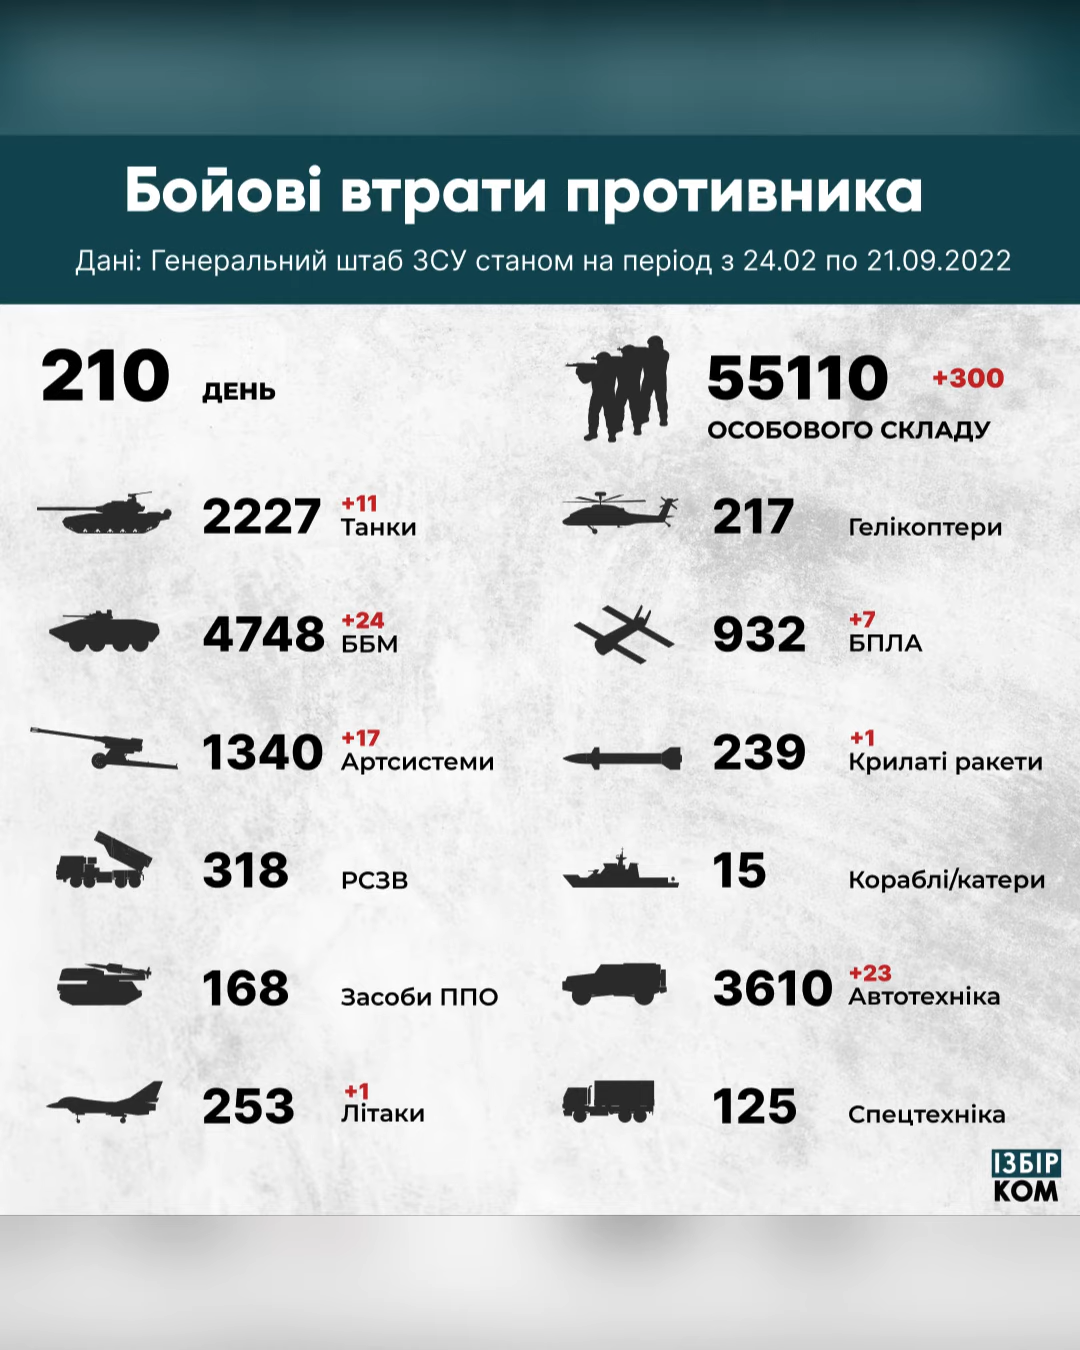 Бойові втрати противника
Дані: Генеральний штаб ЗСУ станом на період з 24.02 по 21.09.2022
210 ДЕНЬ
55110 +300
ОСОБОВОГО СКЛАДУ
2227 +11 Танки
217 Гелікоптери
4748 +24 ББМ
932 +7 БПЛА
1340 +17 Артсистеми
239 +1 Крилаті ракети
318 РСЗВ
15 Кораблі/катери
168 Засоби ППО
3610 +23 Автотехніка
253 +1 Літаки
125 Спецтехніка
ІЗБІР
КОМ